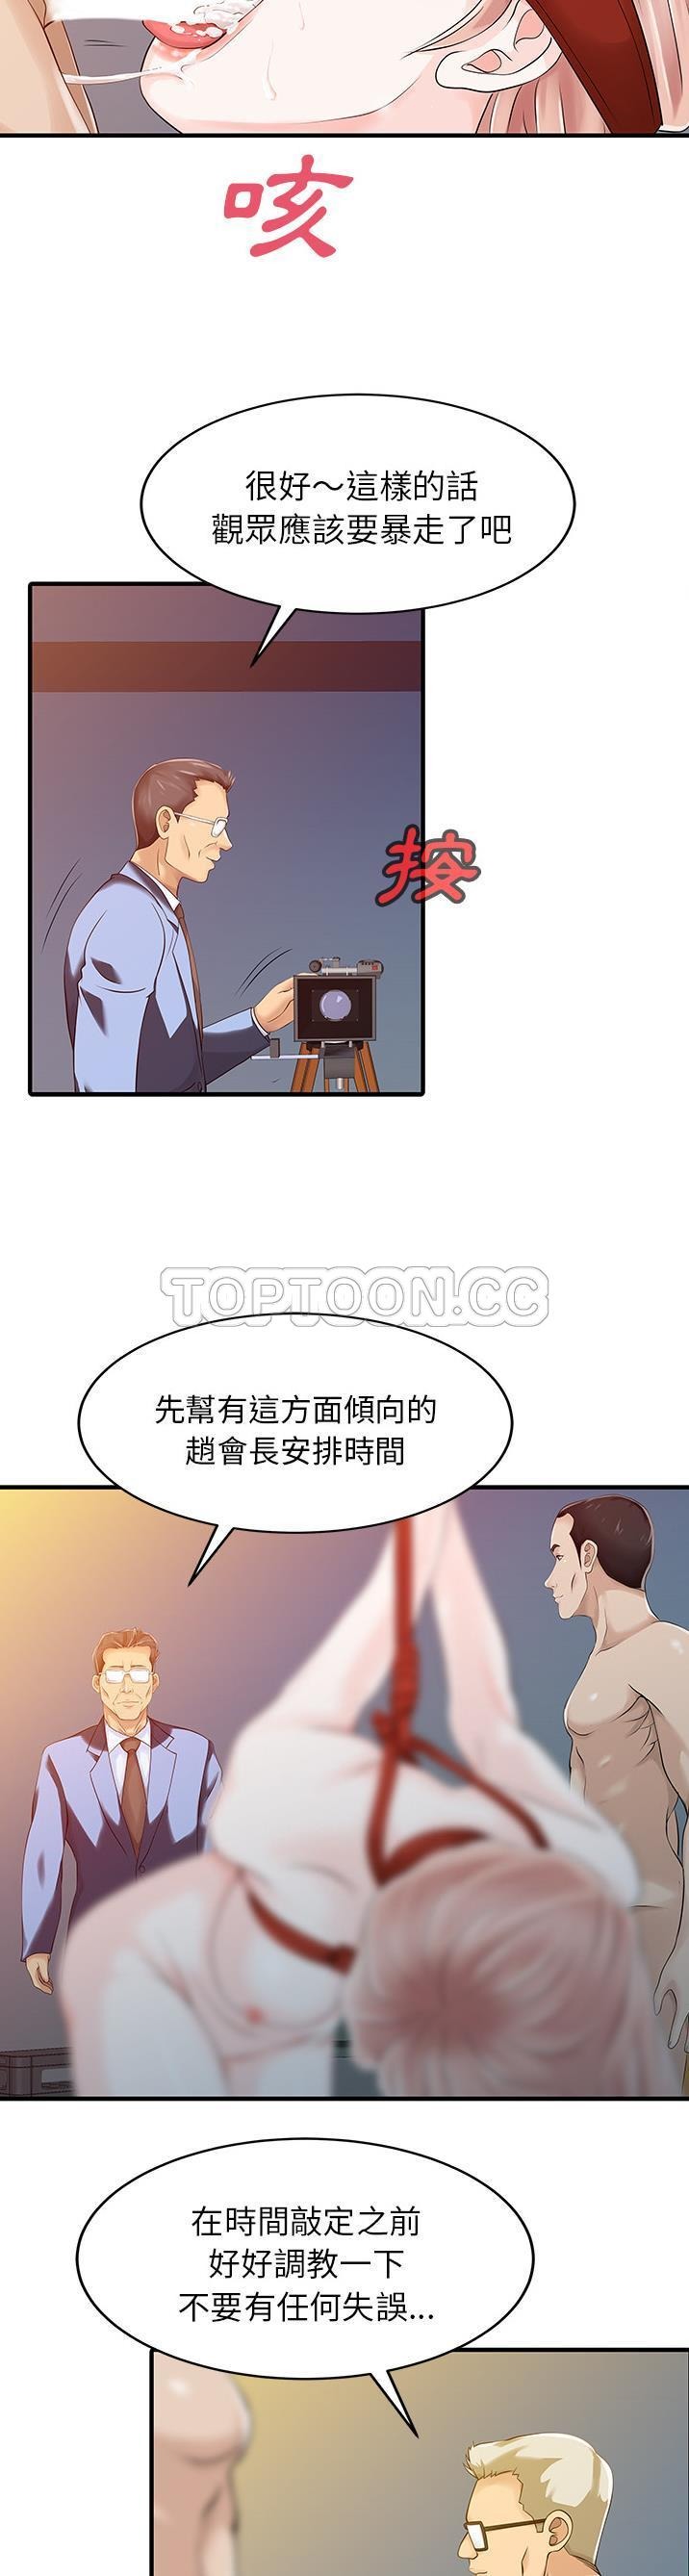 咳
很好～這樣的話
觀眾應該要暴走了吧
按
TOPTOON.CC
先幫有這方面傾向的
趙會長安排時間
在時間敲定之前
好好調教一下
不要有任何失誤...